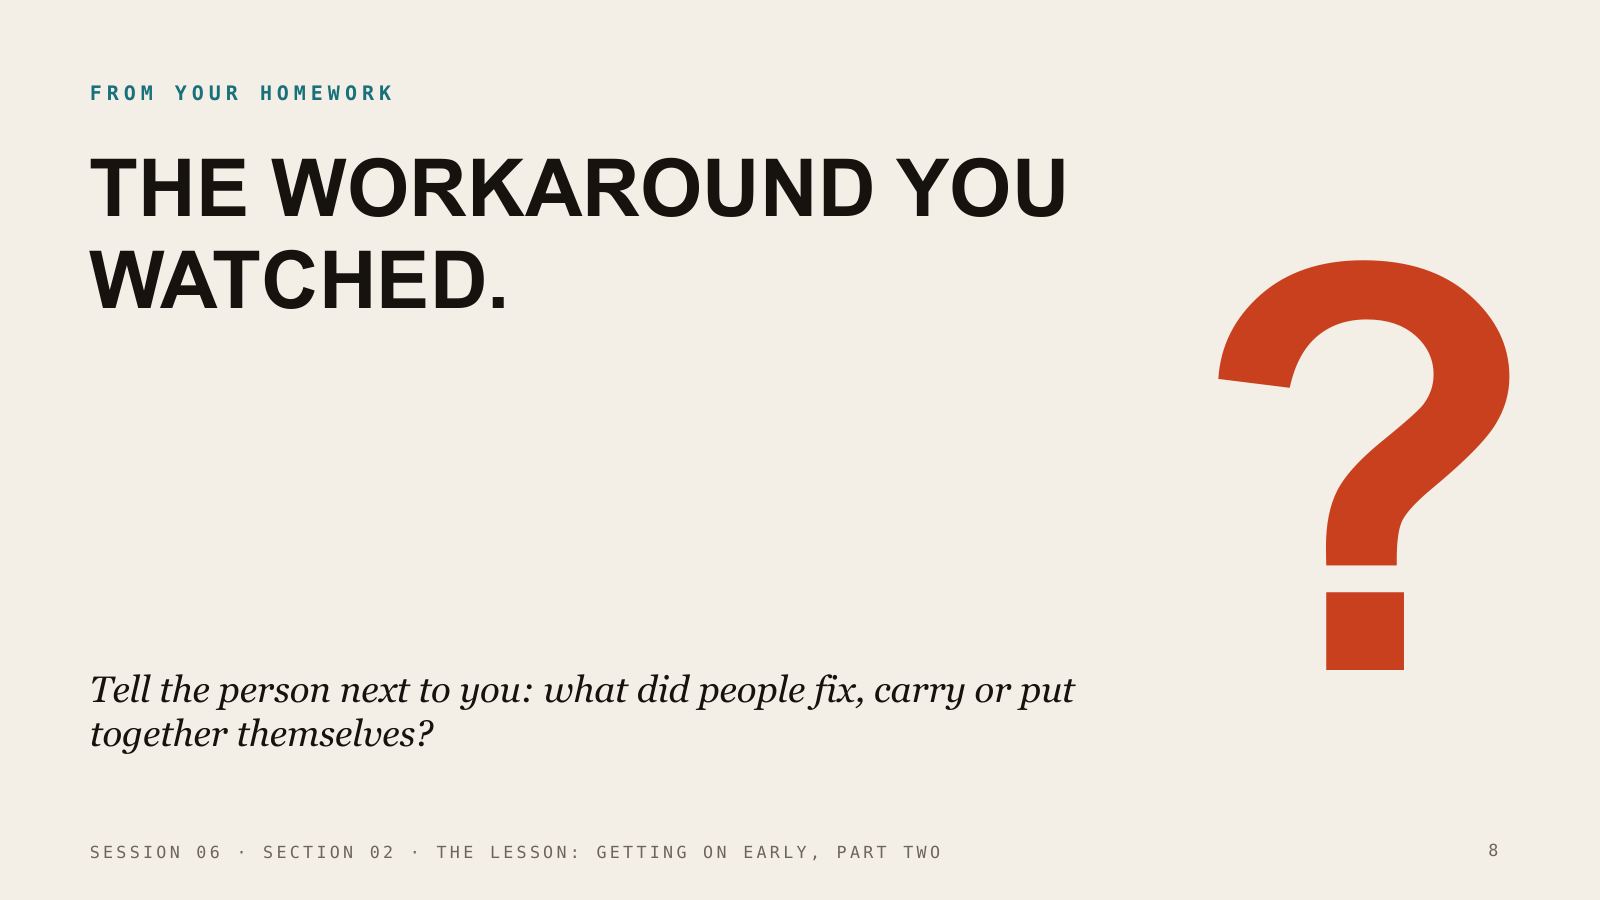 FROM YOUR HOMEWORK
THE WORKAROUND YOU
WATCHED.
?
Tell the person next to you: what did people fix, carry or put
together themselves?
SESSION 06 · SECTION 02 · THE LESSON: GETTING ON EARLY, PART TWO
8